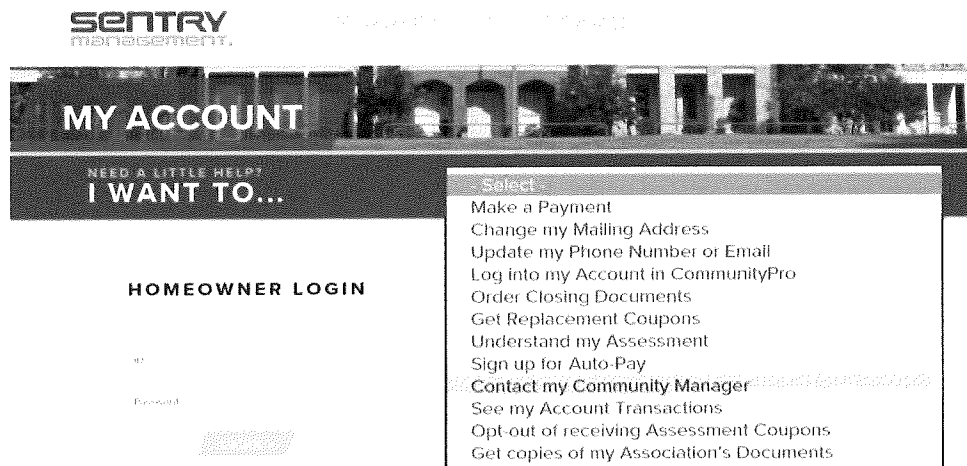 sentry
management.
MY ACCOUNT
NEED A LITTLE HELP?
I WANT TO...
- Select -
Make a Payment
Change my Mailing Address
Update my Phone Number or Email
Log into my Account in CommunityPro
Order Closing Documents
Get Replacement Coupons
Understand my Assessment
Sign up for Auto-Pay
Contact my Community Manager
See my Account Transactions
Opt-out of receiving Assessment Coupons
Get copies of my Association's Documents
HOMEOWNER LOGIN
Password